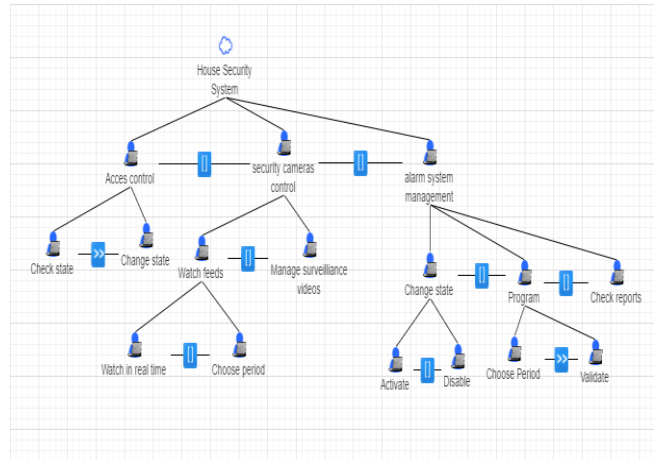 House Security
System
Acces control
security cameras
control
alarm system
management
Check state
Change state
Watch feeds
Manage surveilliance
videos
Change state
Program
Check reports
Watch in real time
Choose period
Activate
Disable
Choose Period
Validate